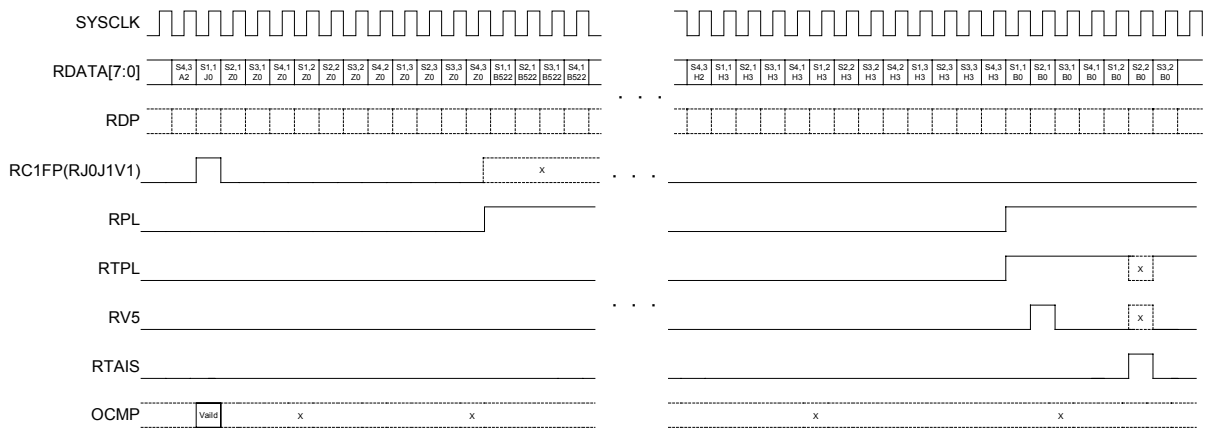 SYSCLK
RDATA[7:0]
S4,3 S1,1 S2,1 S3,1 S4,1 S1,2 S2,2 S3,2 S4,2 S1,3 S2,3 S3,3 S4,3 S1,1 S2,1 S3,1 S4,1
A2 J0 Z0 Z0 Z0 Z0 Z0 Z0 Z0 Z0 Z0 Z0 Z0 B522 B522 B522 B522
S4,3 S1,1 S2,1 S3,1 S4,1 S1,2 S2,2 S3,2 S4,2 S1,3 S2,3 S3,3 S4,3 S1,1 S2,1 S3,1 S4,1 S1,2 S2,2 S3,2
H2 H3 H3 H3 H3 H3 H3 H3 H3 H3 H3 H3 H3 B0 B0 B0 B0 B0 B0 B0
. . .
RDP
RC1FP(RJ0J1V1)
X
. . .
RPL
RTPL
X
. . .
RV5
X
RTAIS
OCMP
Vaild X X X X